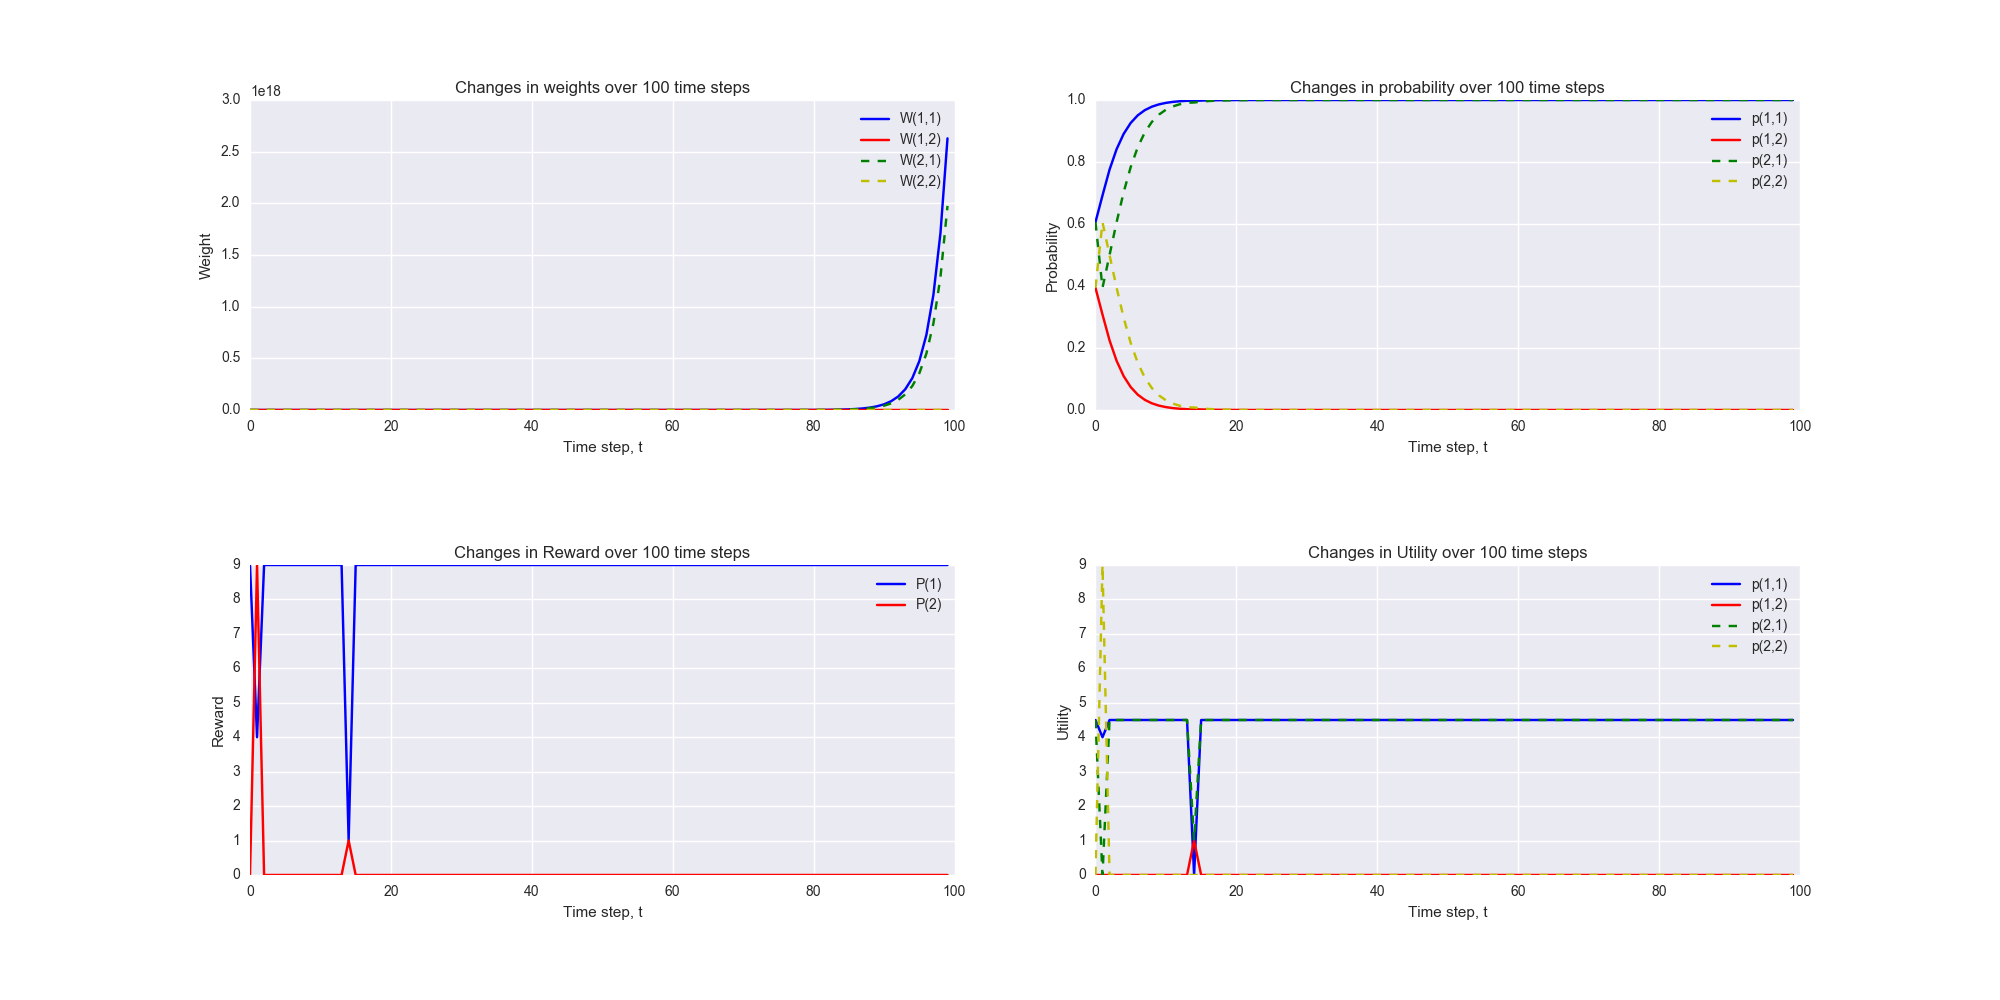 Changes in weights over 100 time steps
1e18
3.0
2.5
2.0
1.5
1.0
0.5
0.0
Weight
0 20 40 60 80 100
Time step, t
W(1,1)
W(1,2)
W(2,1)
W(2,2)
Changes in probability over 100 time steps
1.0
0.8
0.6
0.4
0.2
0.0
Probability
0 20 40 60 80 100
Time step, t
p(1,1)
p(1,2)
p(2,1)
p(2,2)
Changes in Reward over 100 time steps
9
8
7
6
5
4
3
2
1
0
Reward
0 20 40 60 80 100
Time step, t
P(1)
P(2)
Changes in Utility over 100 time steps
9
8
7
6
5
4
3
2
1
0
Utility
0 20 40 60 80 100
Time step, t
p(1,1)
p(1,2)
p(2,1)
p(2,2)